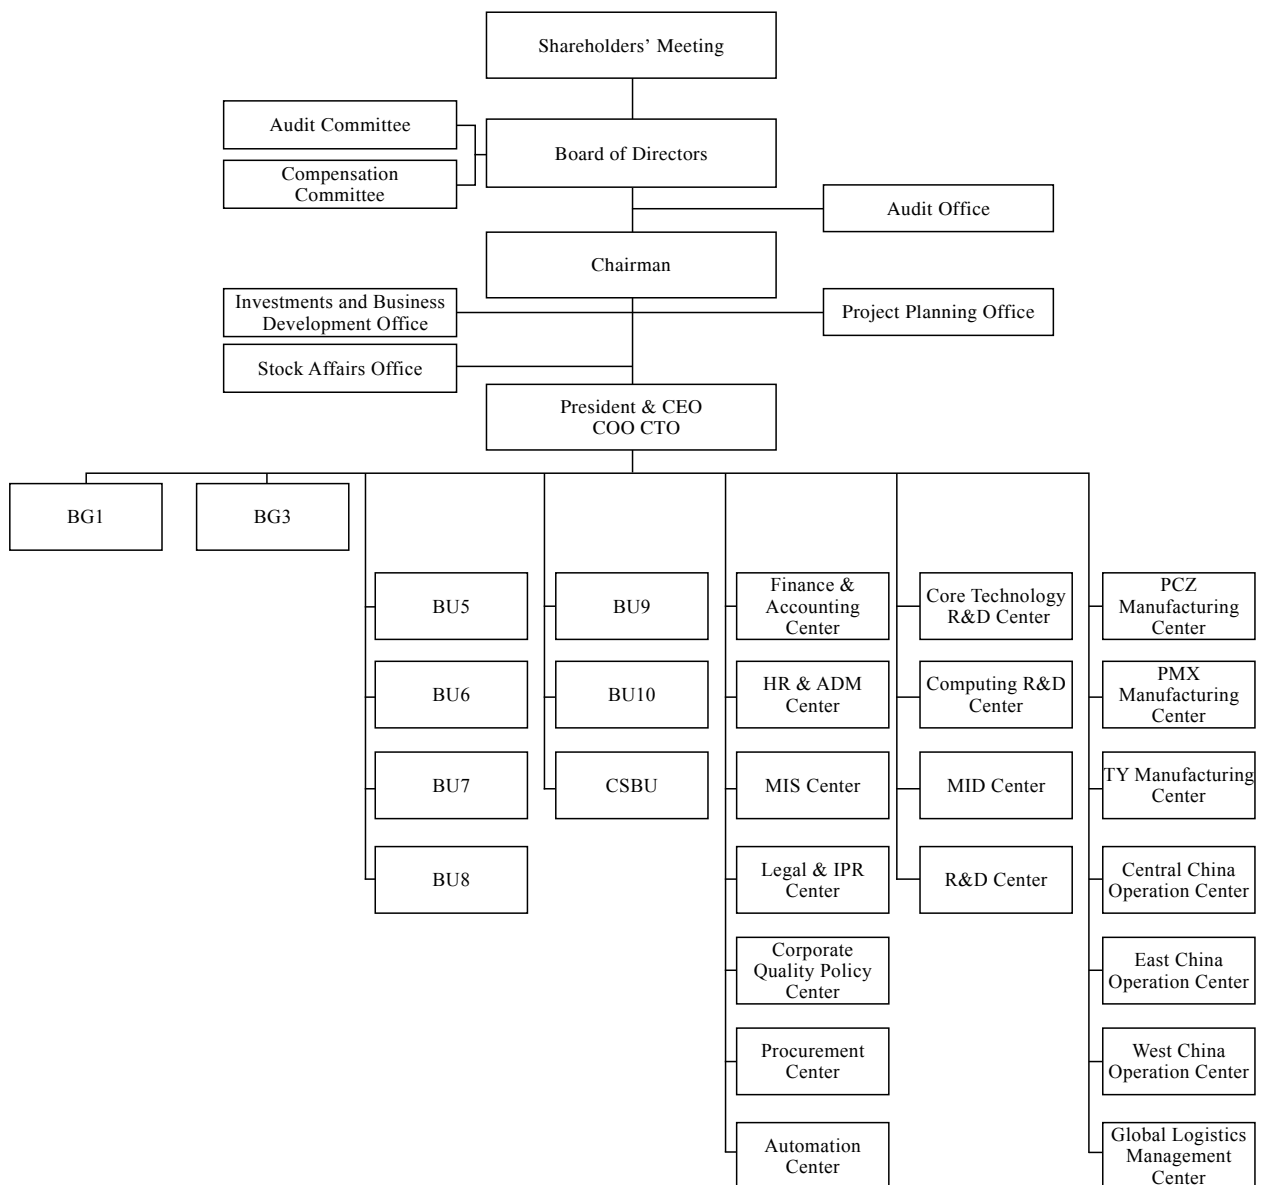 Shareholders’ Meeting
Audit Committee
Board of Directors
Compensation
Committee
Audit Office
Chairman
Investments and Business
Development Office
Project Planning Office
Stock Affairs Office
President & CEO
COO CTO
BG1
BG3
BU5
BU6
BU7
BU8
BU9
BU10
CSBU
Finance &
Accounting
Center
HR & ADM
Center
MIS Center
Legal & IPR
Center
Corporate
Quality Policy
Center
Procurement
Center
Automation
Center
Core Technology
R&D Center
Computing R&D
Center
MID Center
R&D Center
PCZ
Manufacturing
Center
PMX
Manufacturing
Center
TY Manufacturing
Center
Central China
Operation Center
East China
Operation Center
West China
Operation Center
Global Logistics
Management
Center